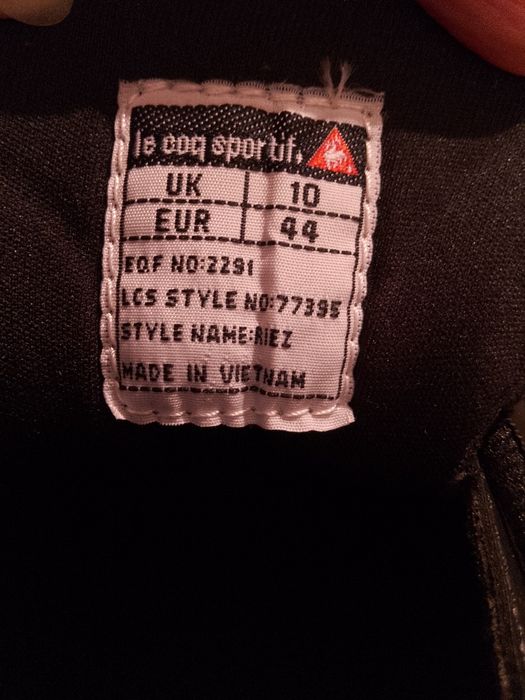 le coq sportif.
UK 10
EUR 44
EQF NO:2291
LCS STYLE NO:77395
STYLE NAME:RIEZ
MADE IN VIETNAM